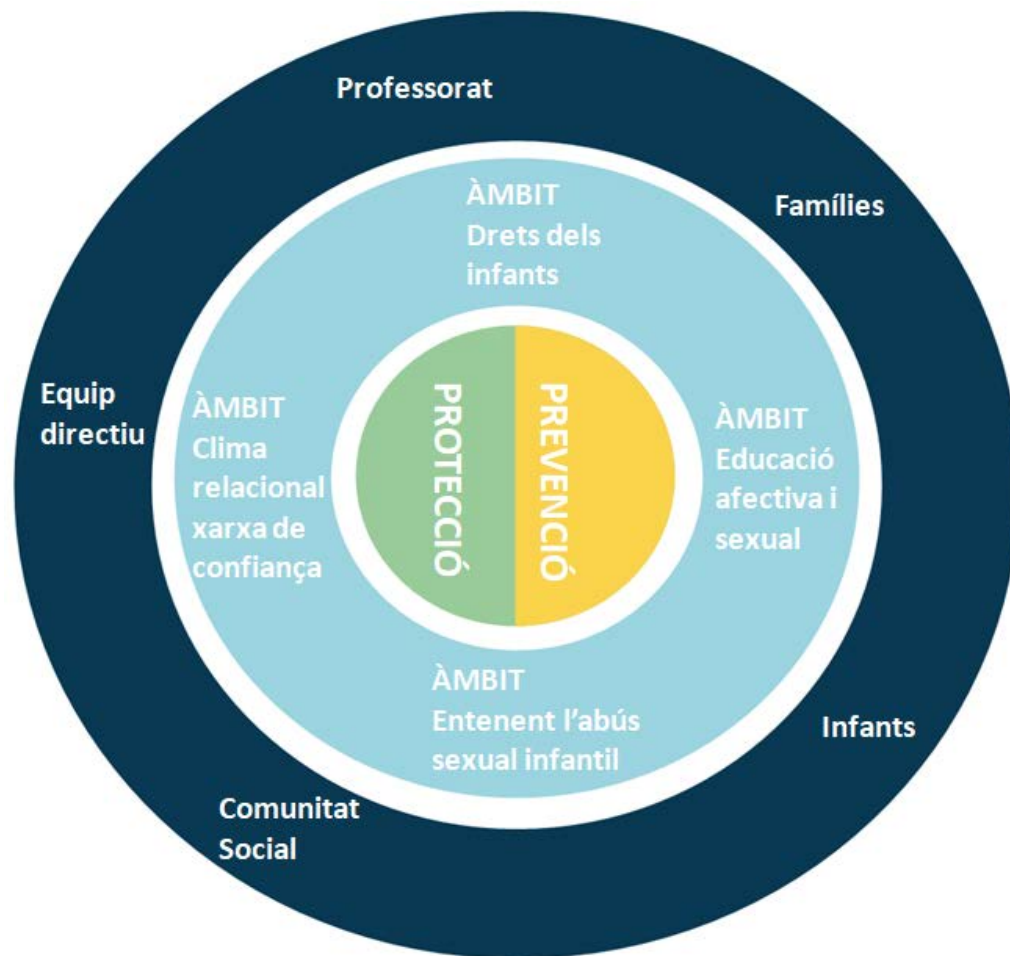 Professorat
Famílies
ÀMBIT
Drets dels
infants
Equip
directiu
ÀMBIT
Clima
relacional
xarxa de
confiança
PROTECCIÓ
PREVENCIÓ
ÀMBIT
Educació
afectiva i
sexual
ÀMBIT
Entenent l’abús
sexual infantil
Infants
Comunitat
Social